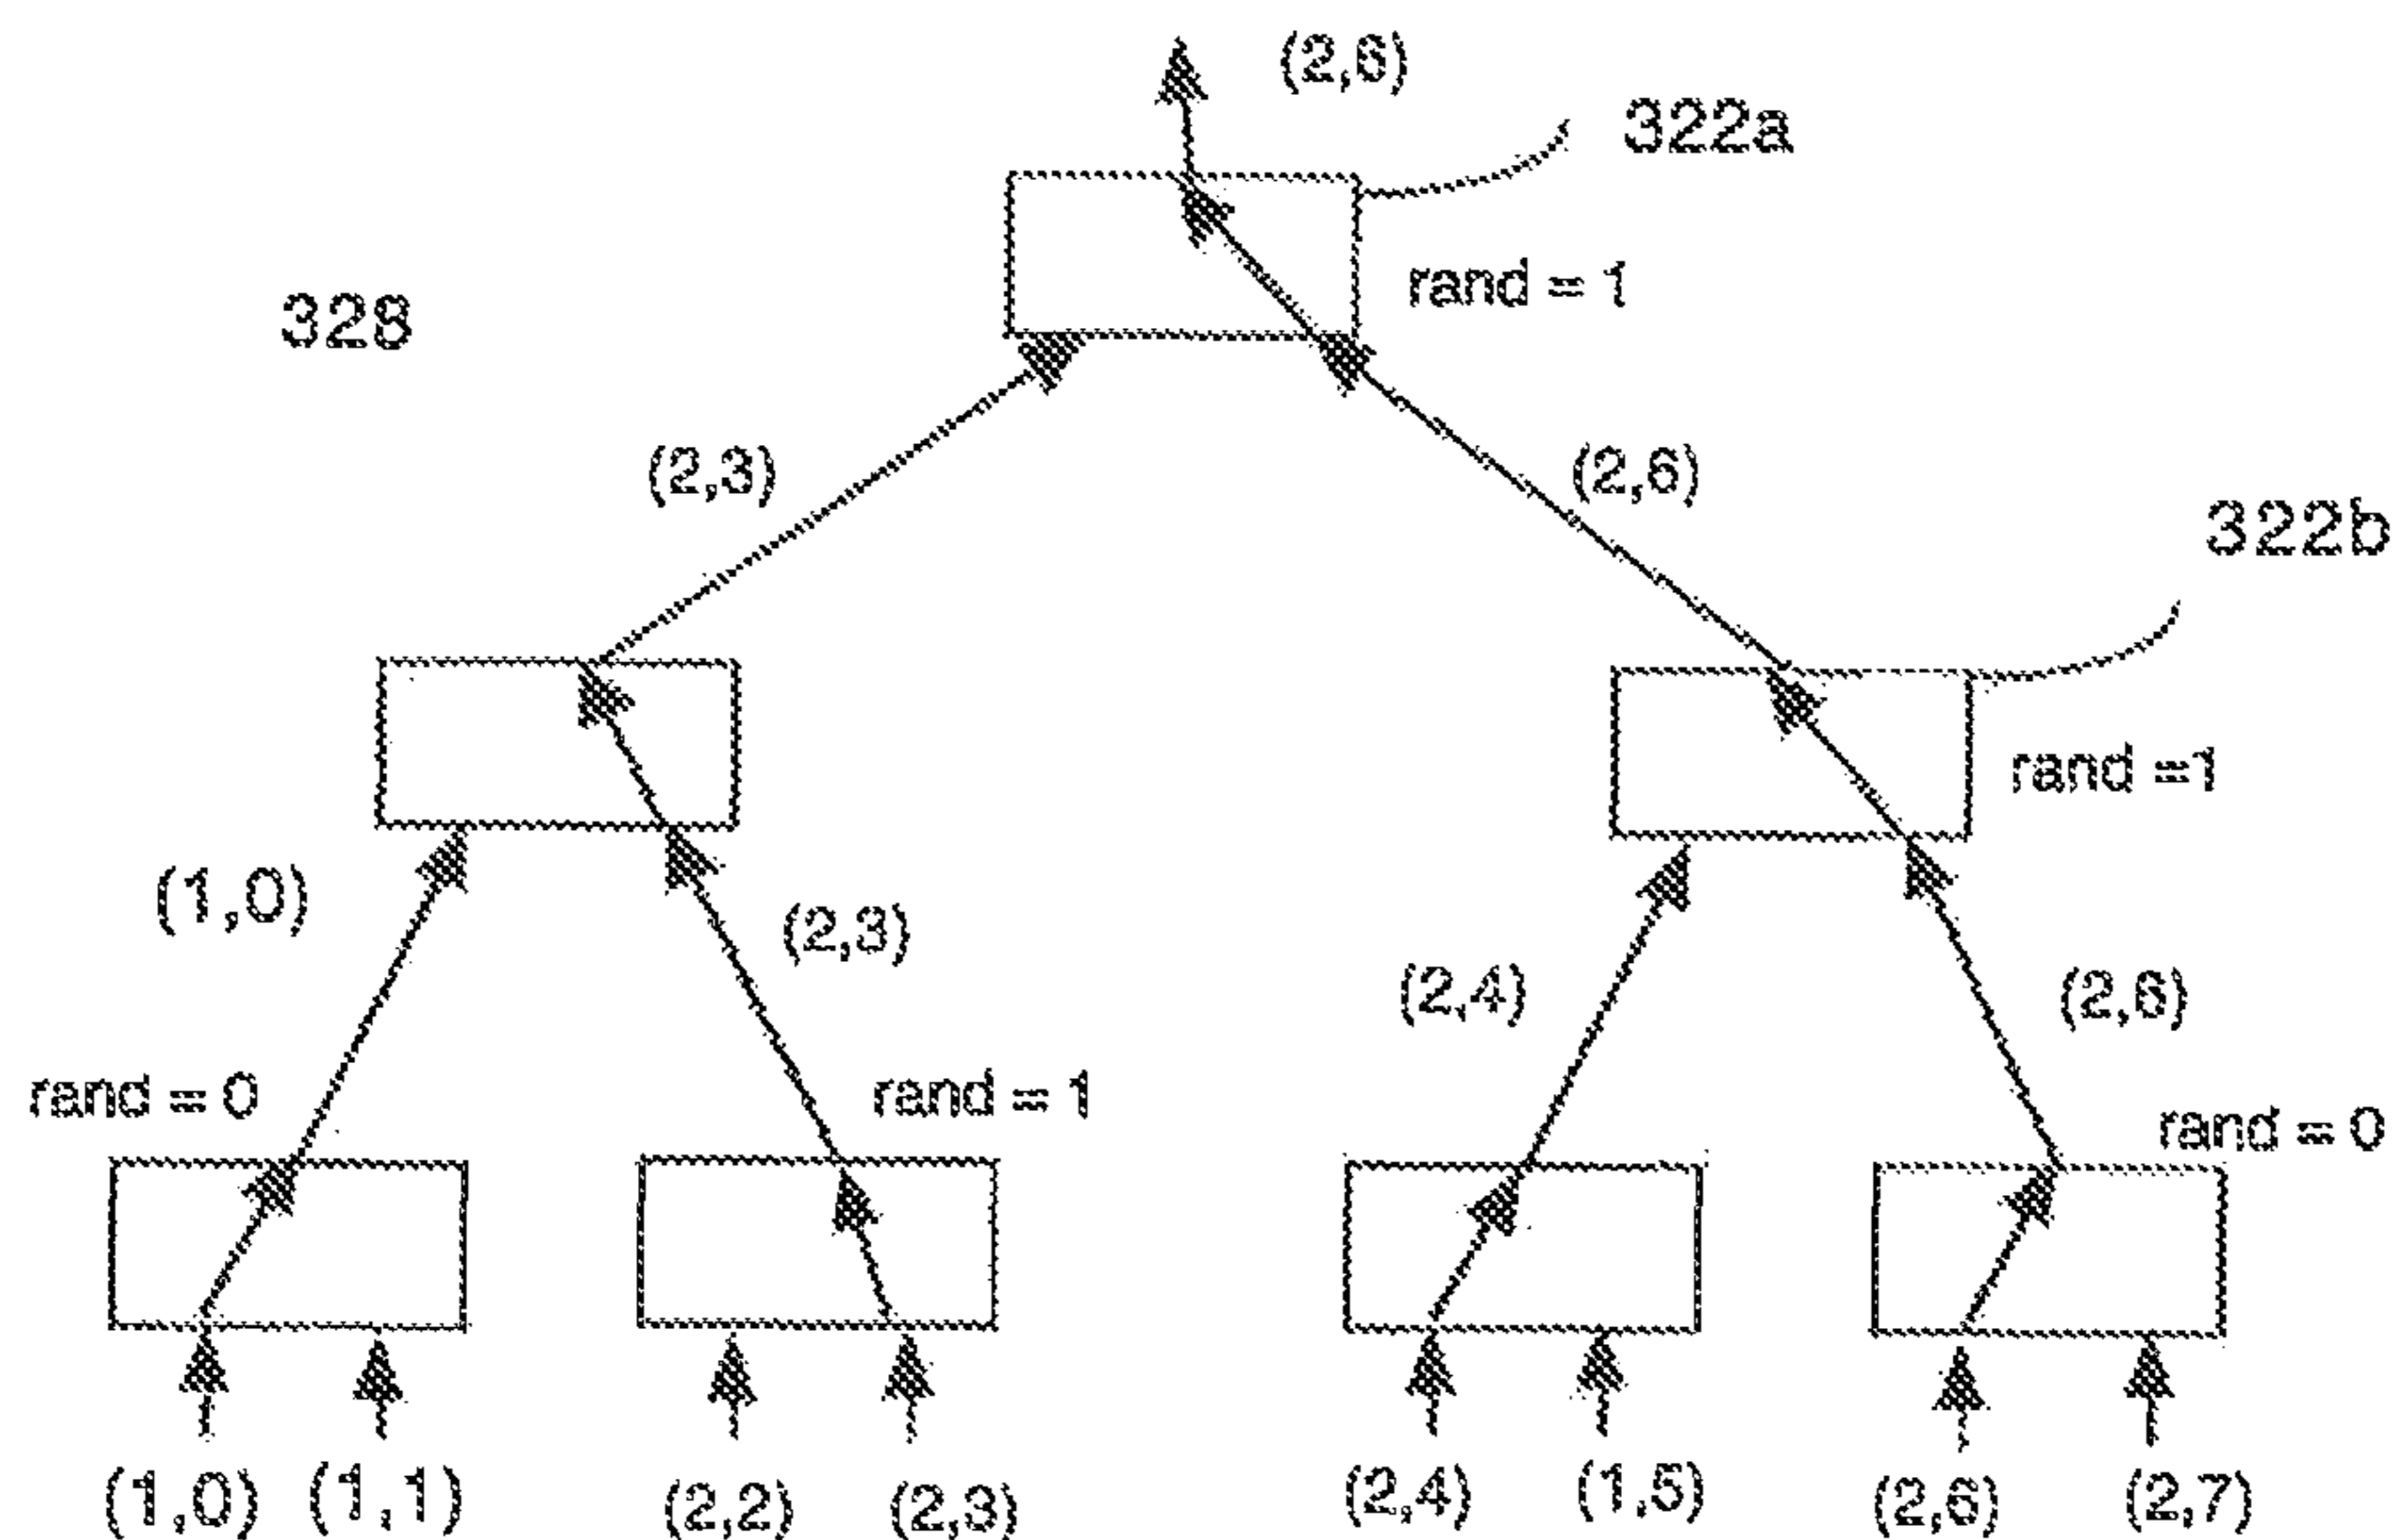 (2,6)
322a
rand = 1
328
(2,3)
(2,6)
322b
rand =1
(1,0)
(2,3)
(2,4)
(2,6)
rand = 0
rand = 1
rand = 0
(1,0) (1,1) (2,2) (2,3) (2,4) (1,5) (2,6) (2,7)